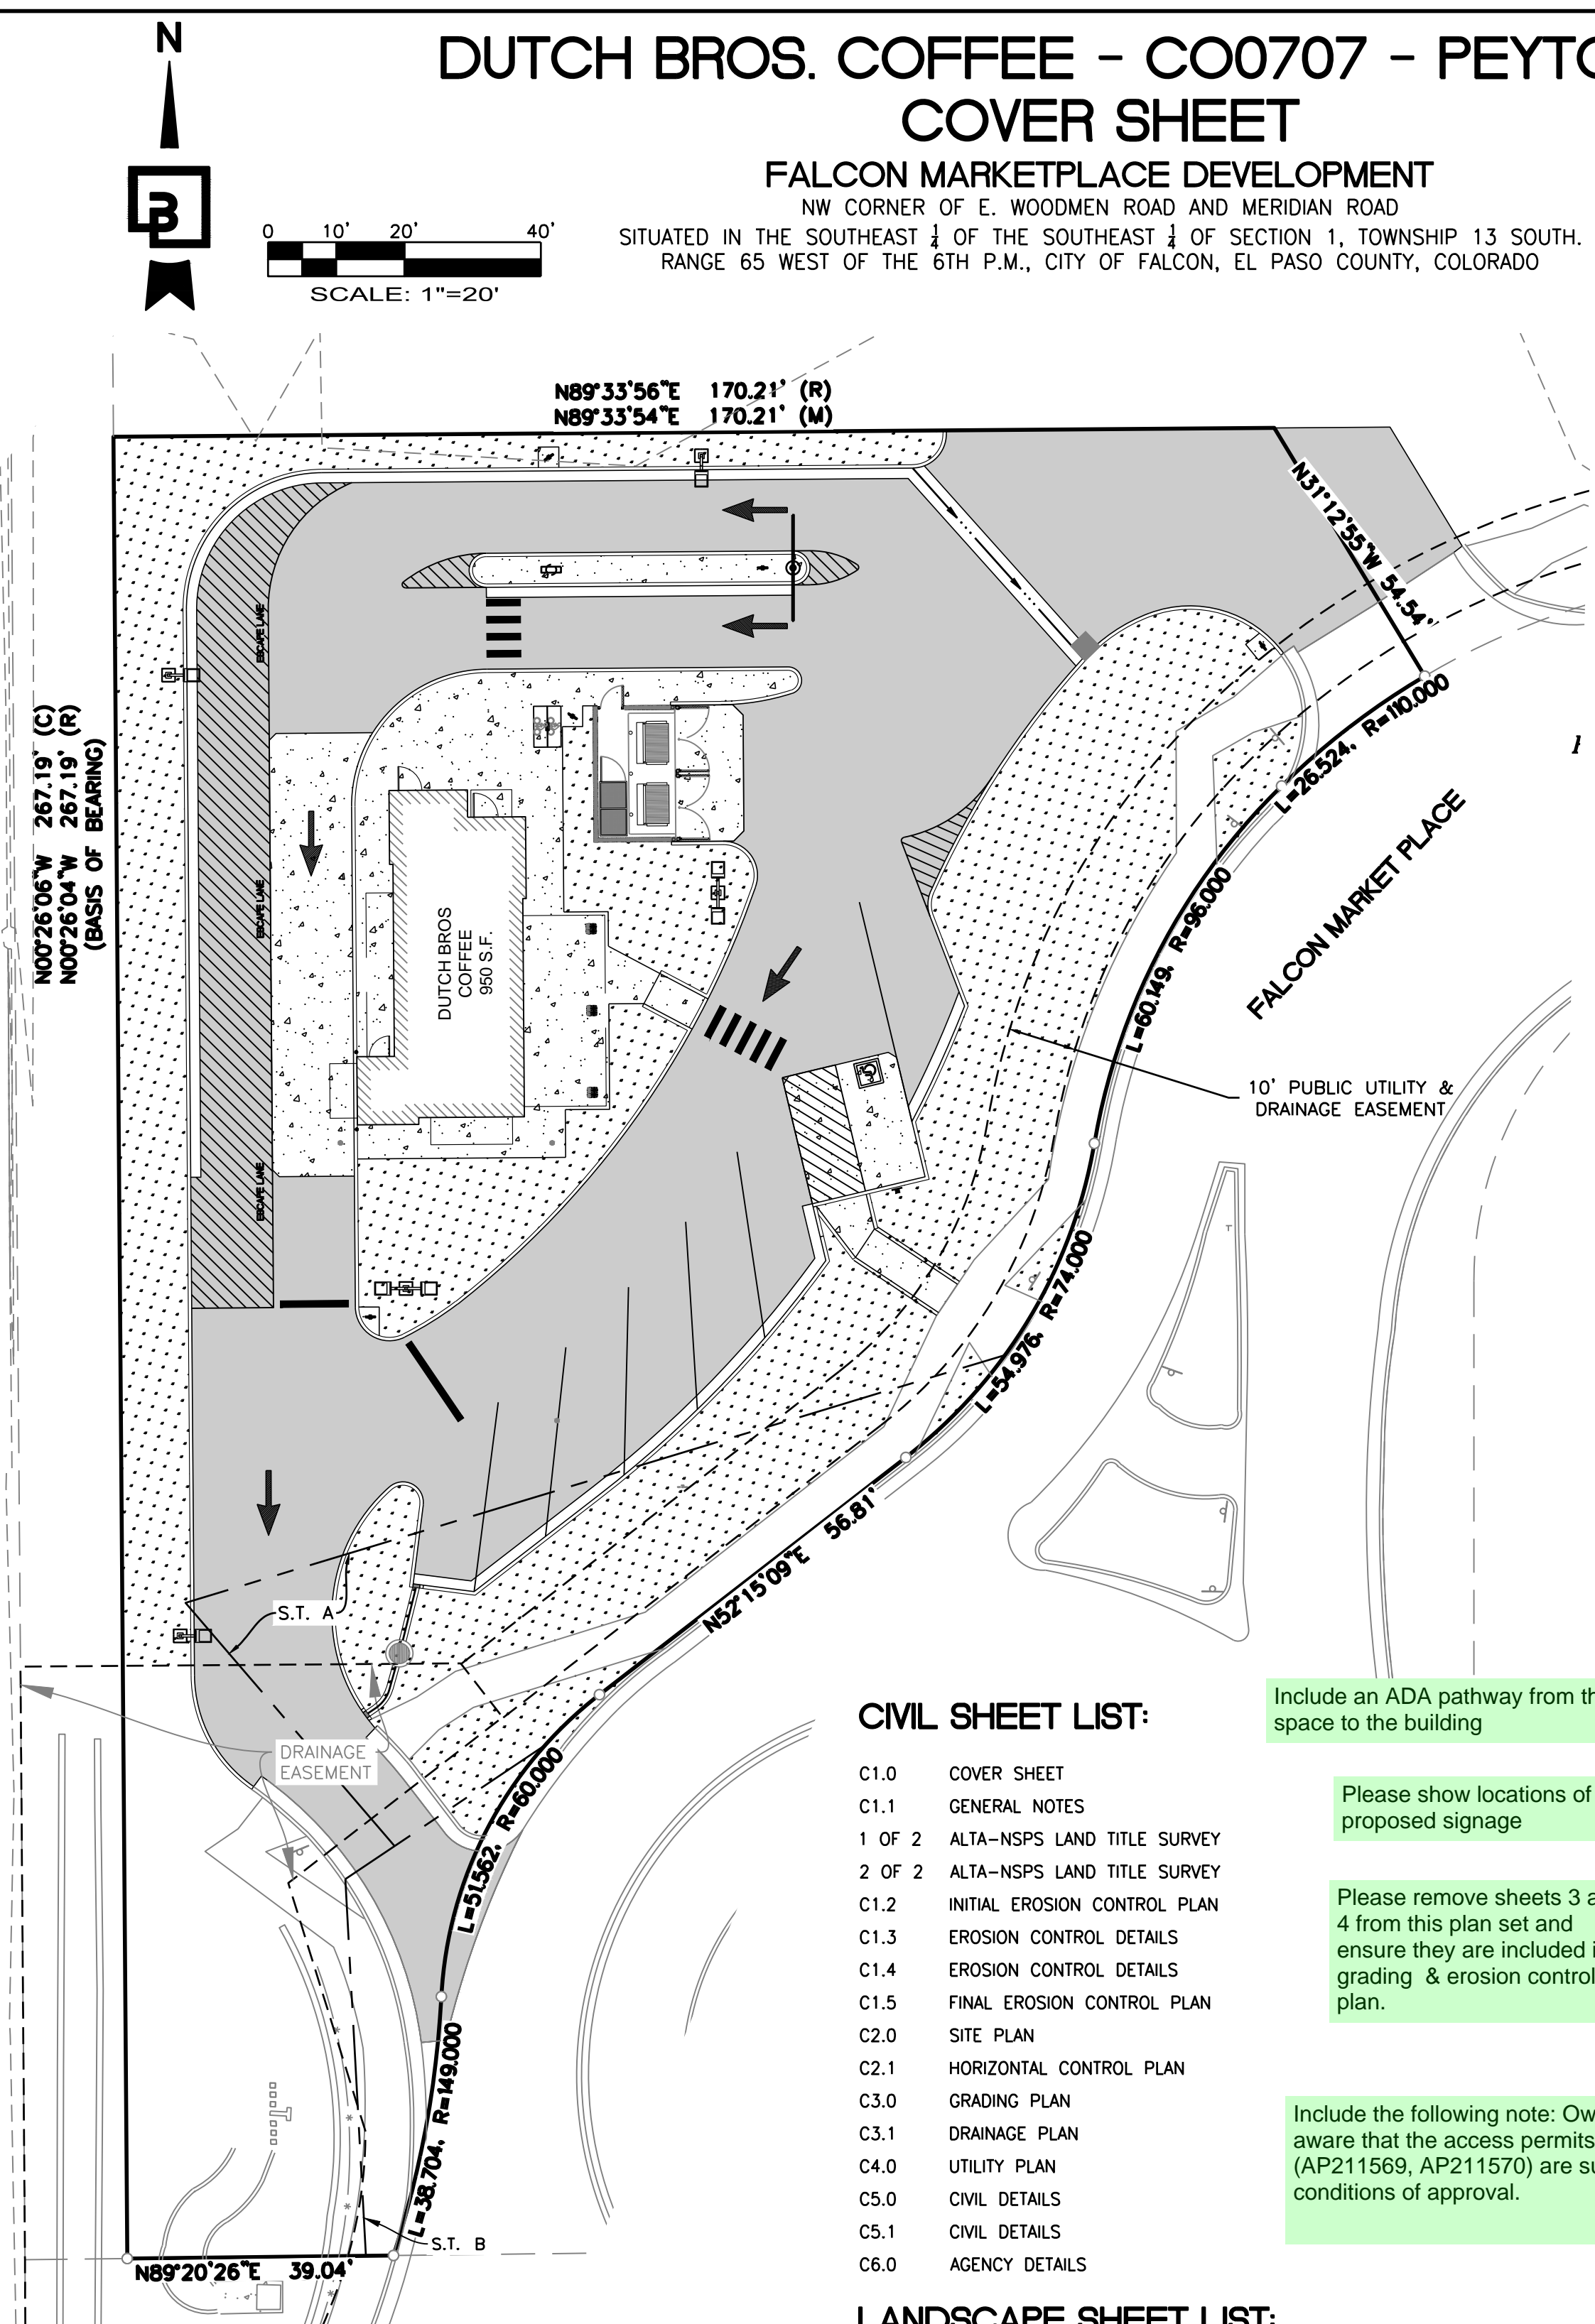 N
DUTCH BROS. COFFEE - CO0707 - PEYTO
COVER SHEET
FALCON MARKETPLACE DEVELOPMENT
NW CORNER OF E. WOODMEN ROAD AND MERIDIAN ROAD
SITUATED IN THE SOUTHEAST 1/4 OF THE SOUTHEAST 1/4 OF SECTION 1, TOWNSHIP 13 SOUTH.
RANGE 65 WEST OF THE 6TH P.M., CITY OF FALCON, EL PASO COUNTY, COLORADO
B
0 10' 20' 40'
SCALE: 1"=20'
N89°33'56"E 170.21' (R)
N89°33'54"E 170.21' (M)
N31°12'55"W 54.54'
ESCAPE LANE
N00°26'06"W 267.19' (C)
N00°26'04"W 267.19' (R)
(BASIS OF BEARING)
L=26.524, R=110.000
ESCAPE LANE
DUTCH BROS
COFFEE
950 S.F.
L=60.149, R=96.000
FALCON MARKET PLACE
10' PUBLIC UTILITY &
DRAINAGE EASEMENT
ESCAPE LANE
L=54.976, R=74.000
N52°15'09"E 56.81'
S.T. A
DRAINAGE
EASEMENT
L=51.562, R=60.000
L=38.704, R=149.000
S.T. B
N89°20'26"E 39.04'
CIVIL SHEET LIST:
C1.0 COVER SHEET
C1.1 GENERAL NOTES
1 OF 2 ALTA-NSPS LAND TITLE SURVEY
2 OF 2 ALTA-NSPS LAND TITLE SURVEY
C1.2 INITIAL EROSION CONTROL PLAN
C1.3 EROSION CONTROL DETAILS
C1.4 EROSION CONTROL DETAILS
C1.5 FINAL EROSION CONTROL PLAN
C2.0 SITE PLAN
C2.1 HORIZONTAL CONTROL PLAN
C3.0 GRADING PLAN
C3.1 DRAINAGE PLAN
C4.0 UTILITY PLAN
C5.0 CIVIL DETAILS
C5.1 CIVIL DETAILS
C6.0 AGENCY DETAILS
LANDSCAPE SHEET LIST:
Include an ADA pathway from th
space to the building
Please show locations of
proposed signage
Please remove sheets 3 a
4 from this plan set and
ensure they are included i
grading & erosion control
plan.
Include the following note: Ow
aware that the access permits
(AP211569, AP211570) are su
conditions of approval.